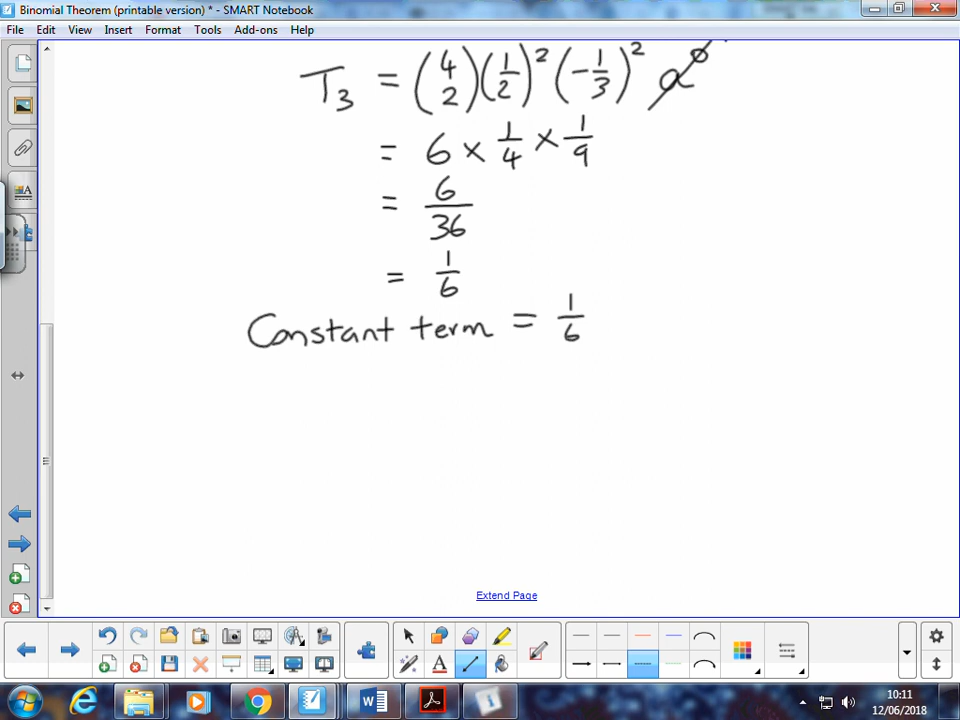 Binomial Theorem (printable version) * - SMART Notebook
File Edit View Insert Format Tools Add-ons Help
T₃ = (4 2)(1/2)² (-1/3)² a⁰
= 6 × 1/4 × 1/9
= 6/36
= 1/6
Constant term = 1/6
Extend Page
10:11
12/06/2018